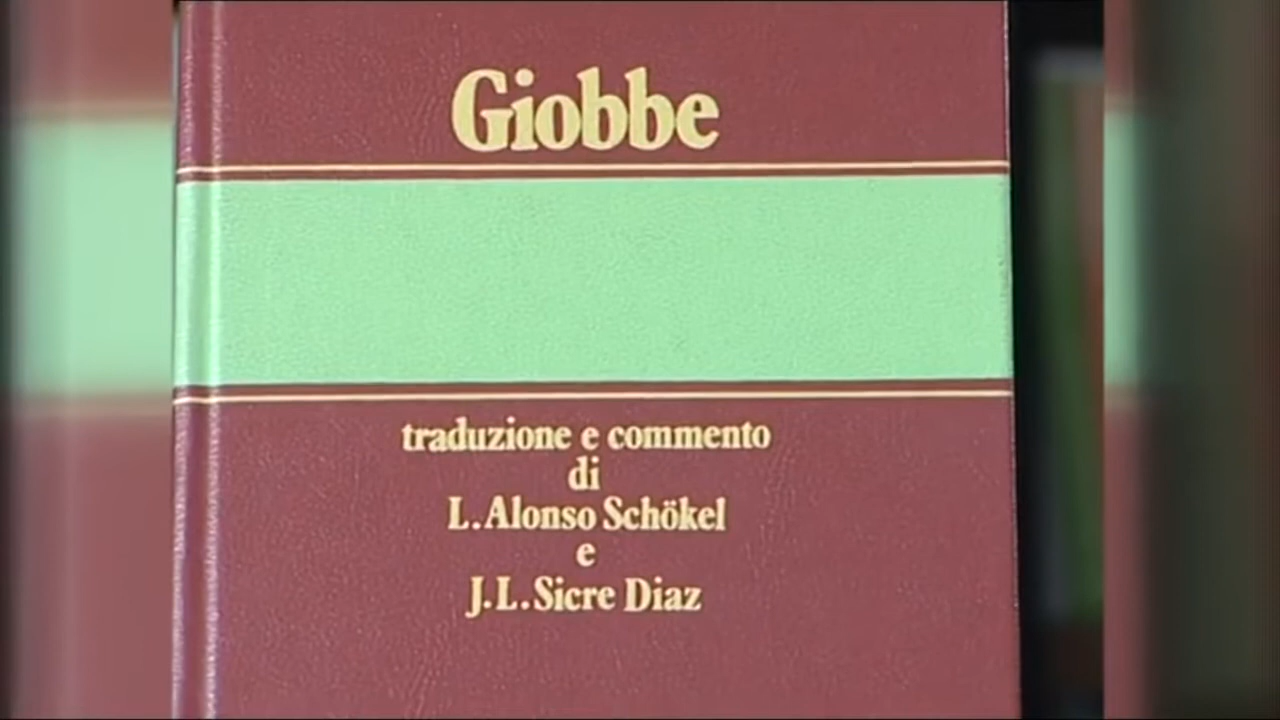 Giobbe
traduzione e commento
di
L. Alonso Schökel
e
J. L. Sicre Diaz